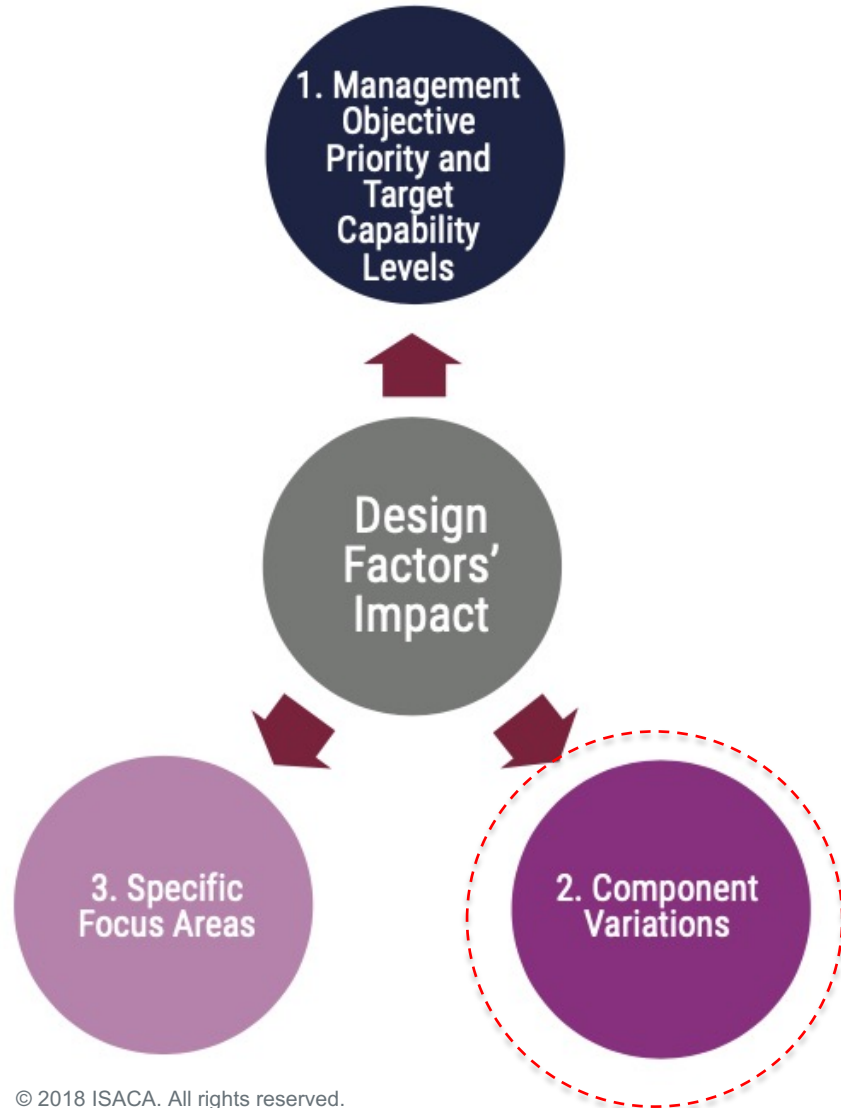 1. Management
Objective
Priority and
Target
Capability
Levels
Design
Factors’
Impact
3. Specific
Focus Areas
2. Component
Variations
© 2018 ISACA. All rights reserved.